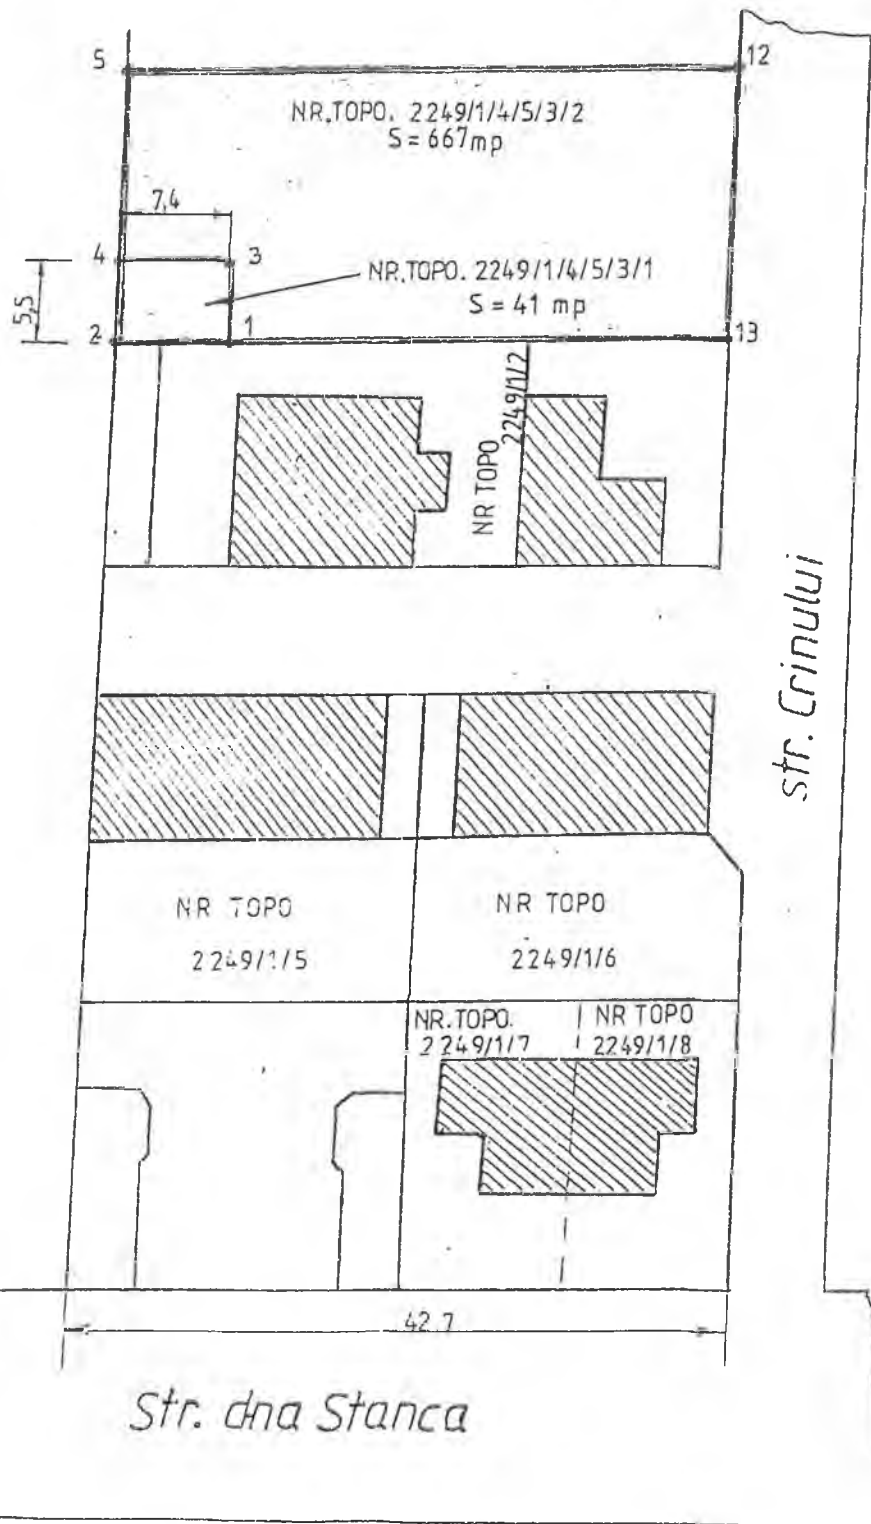 5
12
NR.TOPO. 2249/1/4/5/3/2
S = 667mp
7,4
4
3
NR.TOPO. 2249/1/4/5/3/1
S = 41 mp
5,5
2
1
13
NR TOPO 2249/1/2
str. Crinului
NR TOPO
2249/1/5
NR TOPO
2249/1/6
NR.TOPO.
2249/1/7
NR TOPO
2249/1/8
42.7
Str. dna Stanca